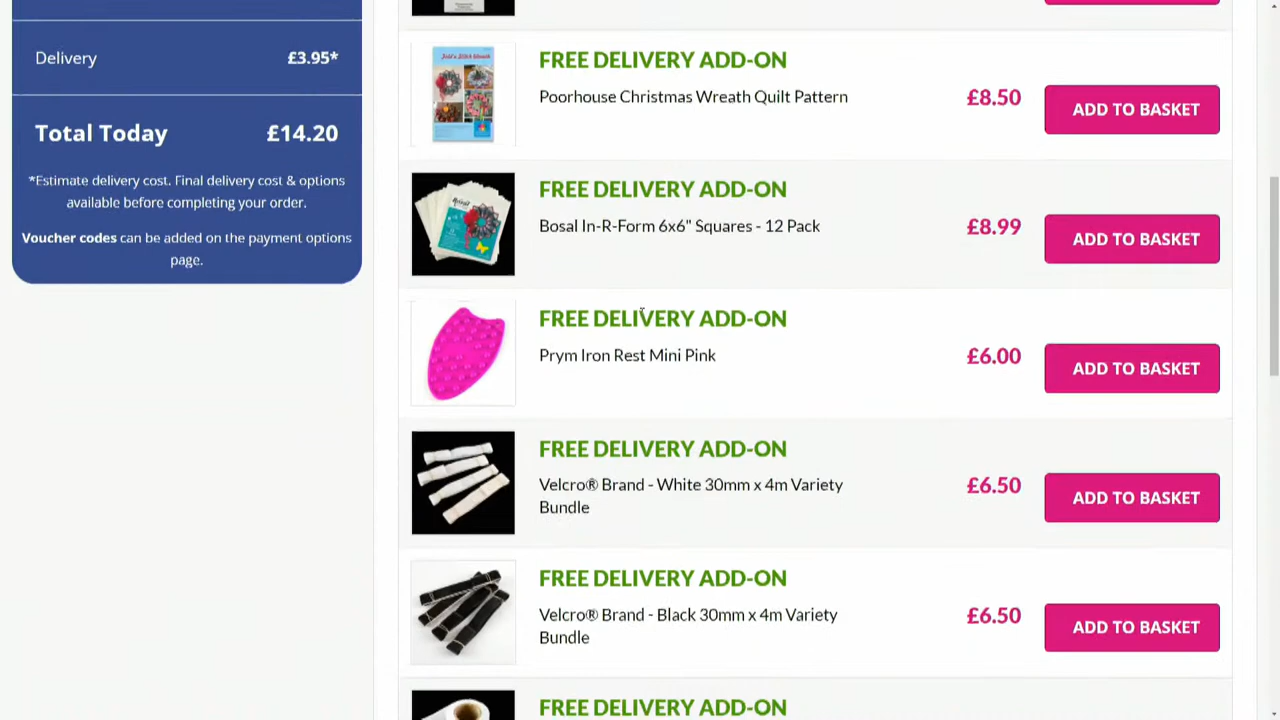 Delivery £3.95*
Total Today £14.20
*Estimate delivery cost. Final delivery cost & options
available before completing your order.
Voucher codes can be added on the payment options
page.
FREE DELIVERY ADD-ON
Poorhouse Christmas Wreath Quilt Pattern
£8.50
ADD TO BASKET
FREE DELIVERY ADD-ON
Bosal In-R-Form 6x6" Squares - 12 Pack
£8.99
ADD TO BASKET
FREE DELIVERY ADD-ON
Prym Iron Rest Mini Pink
£6.00
ADD TO BASKET
FREE DELIVERY ADD-ON
Velcro® Brand - White 30mm x 4m Variety
Bundle
£6.50
ADD TO BASKET
FREE DELIVERY ADD-ON
Velcro® Brand - Black 30mm x 4m Variety
Bundle
£6.50
ADD TO BASKET
FREE DELIVERY ADD-ON